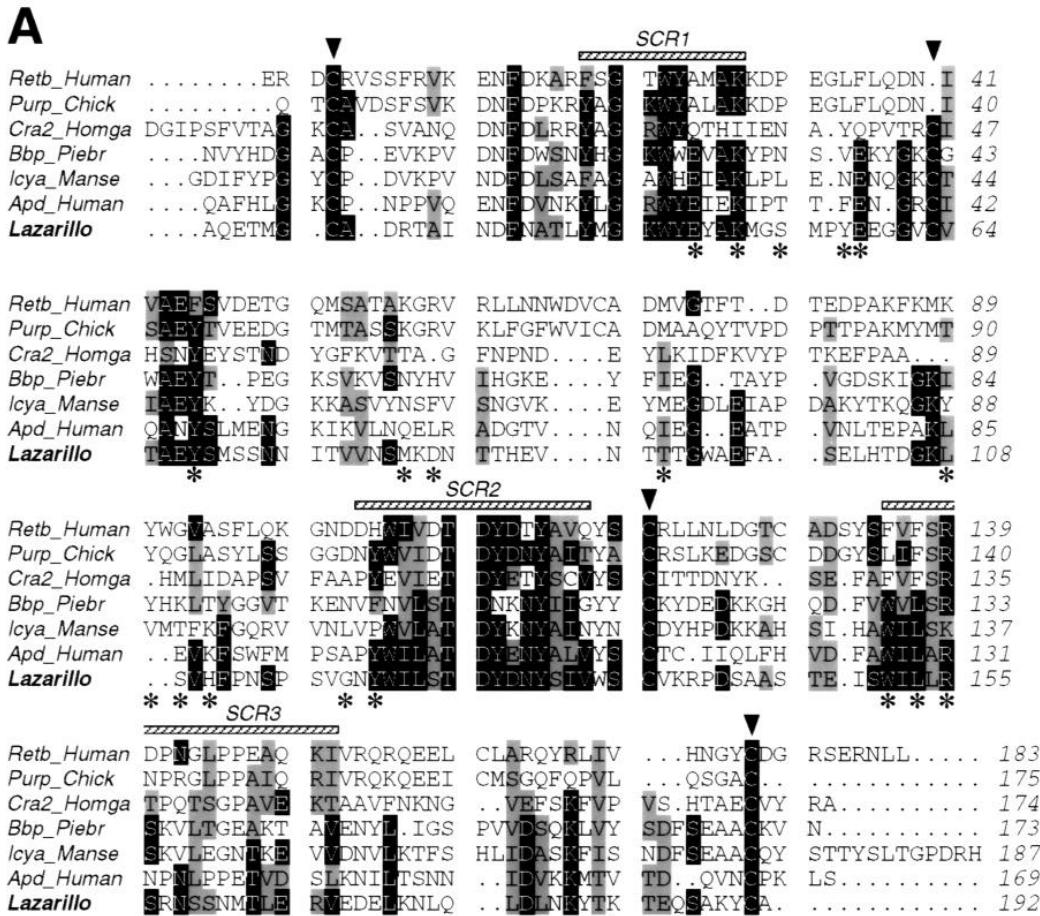 A
SCR1
Retb_Human .......ER DCRVSSFRVK ENFDKARFSG TWYAMAKKDP EGLFLQDN.I 41
Purp_Chick ........Q TCAVDSFSVK DNFDPKRYAG KWYALAKKDP EGLFLQDN.I 40
Cra2_Homga DGIPSFVTAG KCA..SVANQ DNFDLRRYAG RWYQTHIIEN A.YQPVTRCI 47
Bbp_Piebr ....NVYHDG ACP..EVKPV DNFDWSNYHG KWWEVAKYPN S.VEKYGKCG 43
Icya_Manse ...GDIFYPG YCP..DVKPV NDFDLSAFAG AWHEIAKLPL E.NENQGKCT 44
Apd_Human ....QAFHLG KCP..NPPVQ ENFDVNKYLG RWYEIEKIPT T.FEN.GRCI 42
Lazarillo ....AQETMG .CA..DRTAI NDFNATLYMG KWYEYAKMGS MPYEEGGVCV 64
* * * **
Retb_Human VAEFSVDETG QMSATAKGRV RLLNNWDVCA DMVGTFT..D TEDPAKFKMK 89
Purp_Chick SAEYTVEEDG TMTASSKGRV KLFGFWVICA DMAAQYTVPD PTTPAKMYMT 90
Cra2_Homga HSNYEYSTND YGFKVTTA.G FNPND....E YLKIDFKVYP TKEFPAA... 89
Bbp_Piebr WAEYT..PEG KSVKVSNYHV IHGKE....Y FIEG..TAYP .VGDSKIGKI 84
Icya_Manse IAEYK..YDG KKASVYNSFV SNGVK....E YMEGDLEIAP DAKYTKQGKY 88
Apd_Human QANYSLMENG KIKVLNQELR ADGTV....N QIEG..EATP .VNLTEPAKL 85
Lazarillo TAEYSMSSNN ITVVNSMKDN TTHEV....N TTTGWAEFA. .SELHTDGKL 108
* * * * *
SCR2
Retb_Human YWGVASFLQK GNDDHWIVDT DYDTYAVQYS CRLLNLDGTC ADSYSFVFSR 139
Purp_Chick YQGLASYLSS GGDNYWVIDT DYDNYAITYA CRSLKEDGSC DDGYSLIFSR 140
Cra2_Homga .HMLIDAPSV FAAPYEVIET DYETYSCVYS CITTDNYK.. SEF.AFVFSR 135
Bbp_Piebr YHKLTYGGVT KENVFNVLST DNKNYIIGYY CKYDEDKKGH QD.FVWVLSR 133
Icya_Manse VMTFKFGQRV VNLVPWVLAT DYKNYAINYN CDYHPDKKAH SI.HAWILSK 137
Apd_Human ..EVKFSWFM PSAPYWILAT DYENYALVYS CTC.IIQLFH VD.FAWILAR 131
Lazarillo ..SVHFPNSP SVGNYWILST DYDNYSIVWS CVKRPDSAAS TE.ISWILLR 155
* * * * * * * *
SCR3
Retb_Human DPNGLPPEAQ KIVRQRQEEL CLARQYRLIV ...HNGYCDG RSERNLL..... 183
Purp_Chick NPRGLPPAIQ RIVRQKQEEI CMSGQFQPVL ...QSGAC.. ............ 175
Cra2_Homga TPQTSGPAVE KTAAVFNKNG ..VEFSKFVP VS.HTAECVY RA.......... 174
Bbp_Piebr SKVLTGEAKT AVENYL.IGS PVVDSQKLVY SDFSEAACKV N........... 173
Icya_Manse SKVLEGNTKE VVDNVLKTFS HLIDASKFIS NDFSEAACQY STTYSLTGPDRH 187
Apd_Human NPNLPPETVD SLKNILTSNN ..IDVKKMTV TD..QVNCPK LS.......... 169
Lazarillo SRNSSNMTLE RVEDELKNLQ ..LDLNKYTK TEQSAKYCA. ............ 192